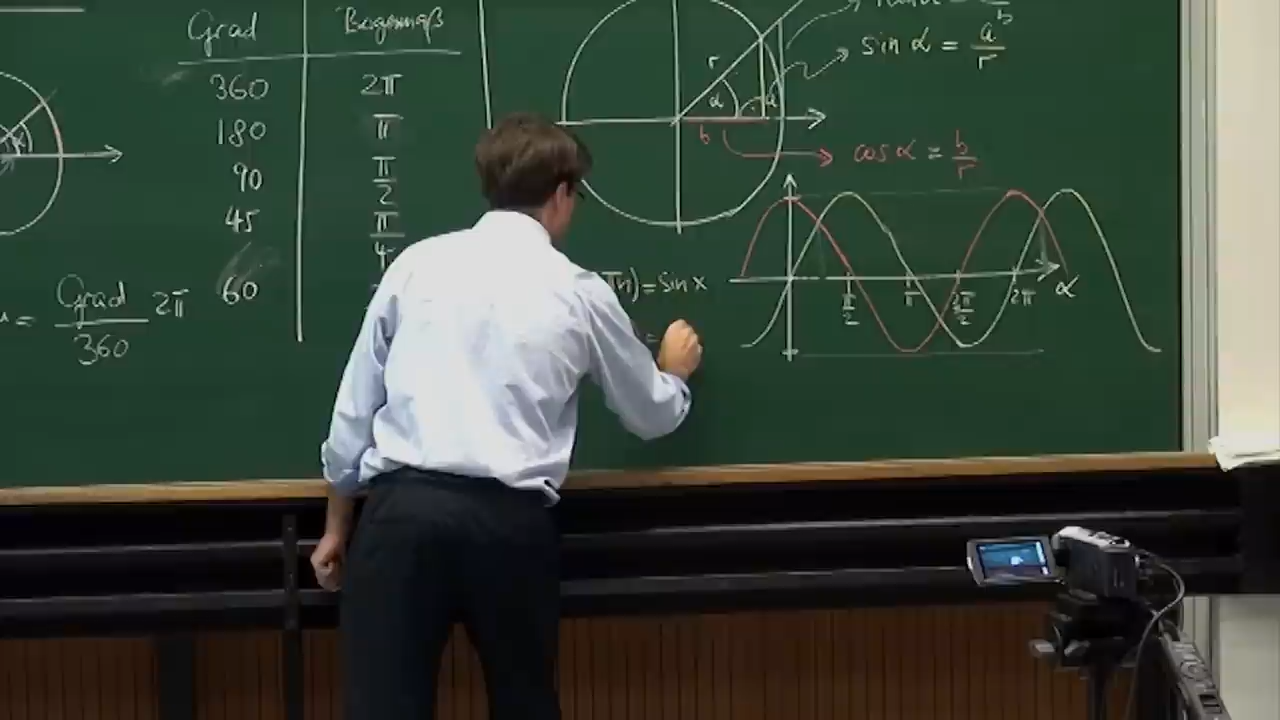 Grad Bogenmaß
360 2π
180 π
90 π/2
45 π/4
60
Grad/360 2π
r
α
b
sin α = a/r
cos α = b/r
π/2 π 3π/2 2π α
n) = sin x
=